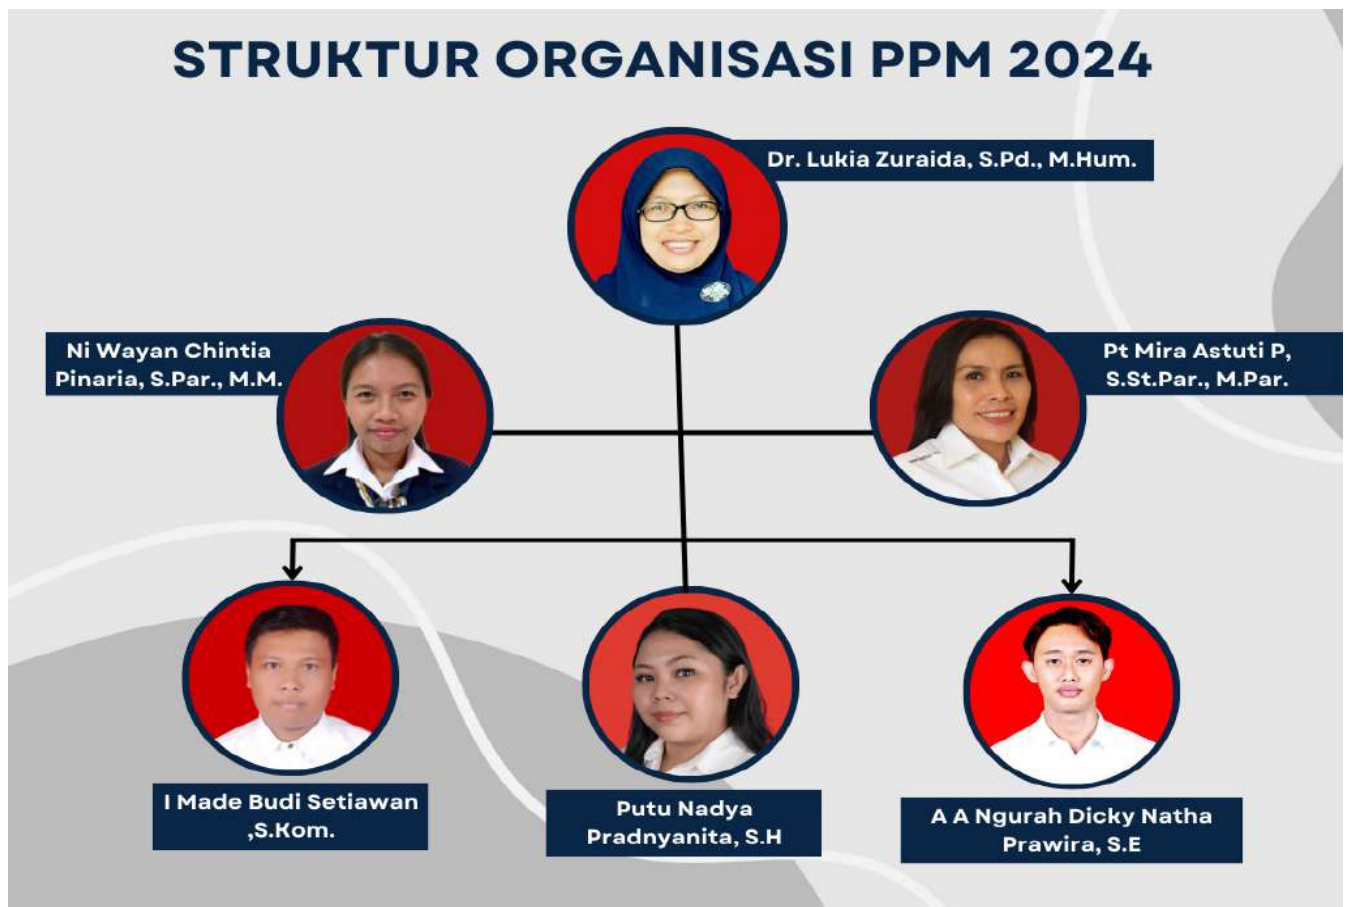 STRUKTUR ORGANISASI PPM 2024
Dr. Lukia Zuraida, S.Pd., M.Hum.
Ni Wayan Chintia
Pinaria, S.Par., M.M.
Pt Mira Astuti P,
S.St.Par., M.Par.
I Made Budi Setiawan
,S.Kom.
Putu Nadya
Pradnyanita, S.H
A A Ngurah Dicky Natha
Prawira, S.E